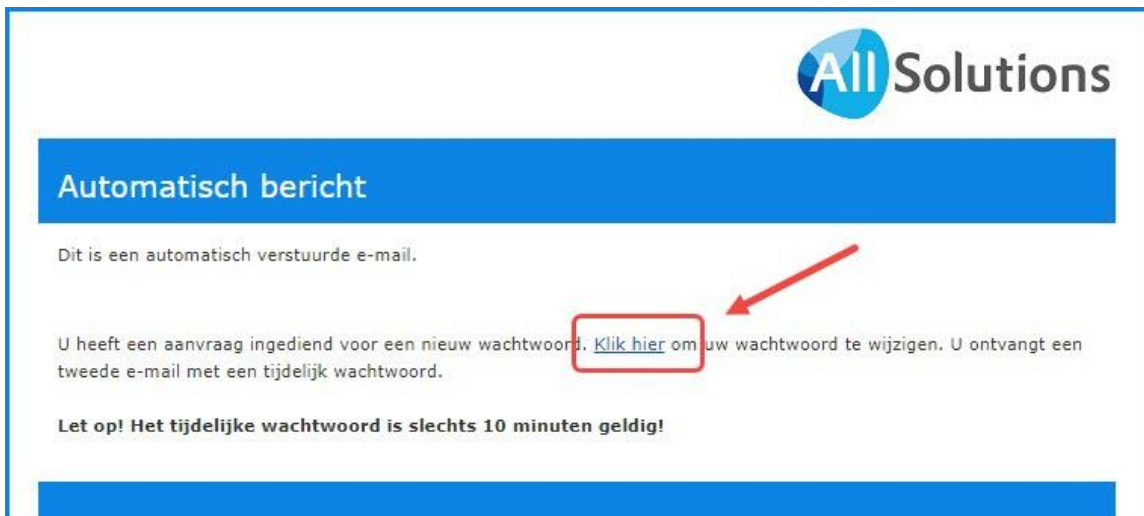 All Solutions
Automatisch bericht
Dit is een automatisch verstuurde e-mail.
U heeft een aanvraag ingediend voor een nieuw wachtwoord. Klik hier om uw wachtwoord te wijzigen. U ontvangt een
tweede e-mail met een tijdelijk wachtwoord.
Let op! Het tijdelijke wachtwoord is slechts 10 minuten geldig!